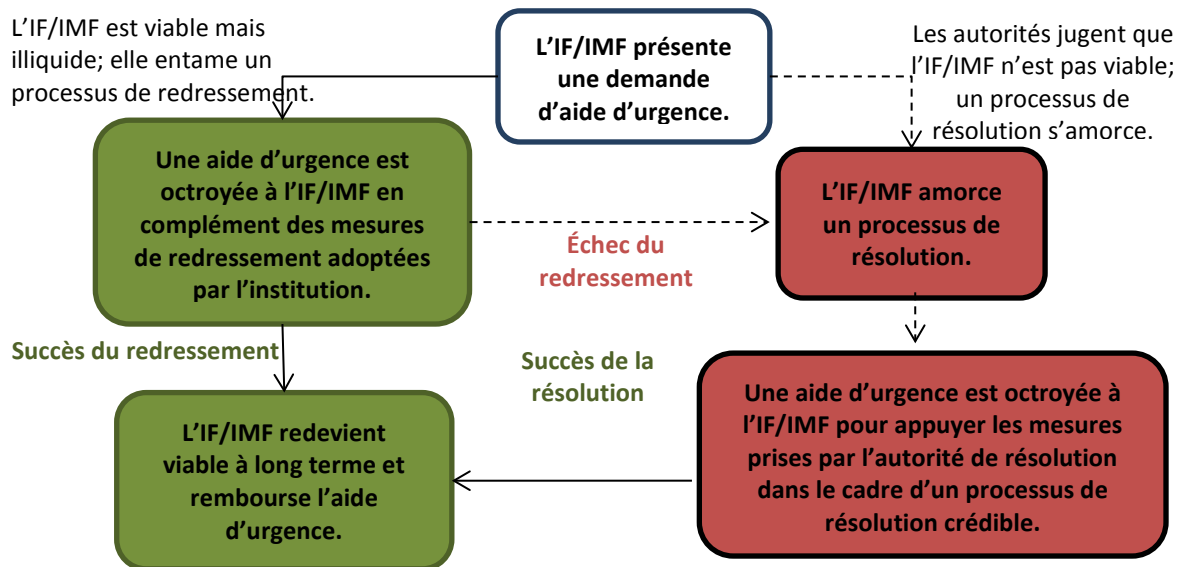 L'IF/IMF est viable mais
illiquide; elle entame un
processus de redressement.
L'IF/IMF présente
une demande
d'aide d'urgence.
Les autorités jugent que
l'IF/IMF n'est pas viable;
un processus de
résolution s'amorce.
Une aide d'urgence est
octroyée à l'IF/IMF en
complément des mesures
de redressement adoptées
par l'institution.
Échec du
redressement
L'IF/IMF amorce
un processus de
résolution.
Succès du redressement
Succès de la
résolution
L'IF/IMF redevient
viable à long terme et
rembourse l'aide
d'urgence.
Une aide d'urgence est octroyée à
l'IF/IMF pour appuyer les mesures
prises par l'autorité de résolution
dans le cadre d'un processus de
résolution crédible.